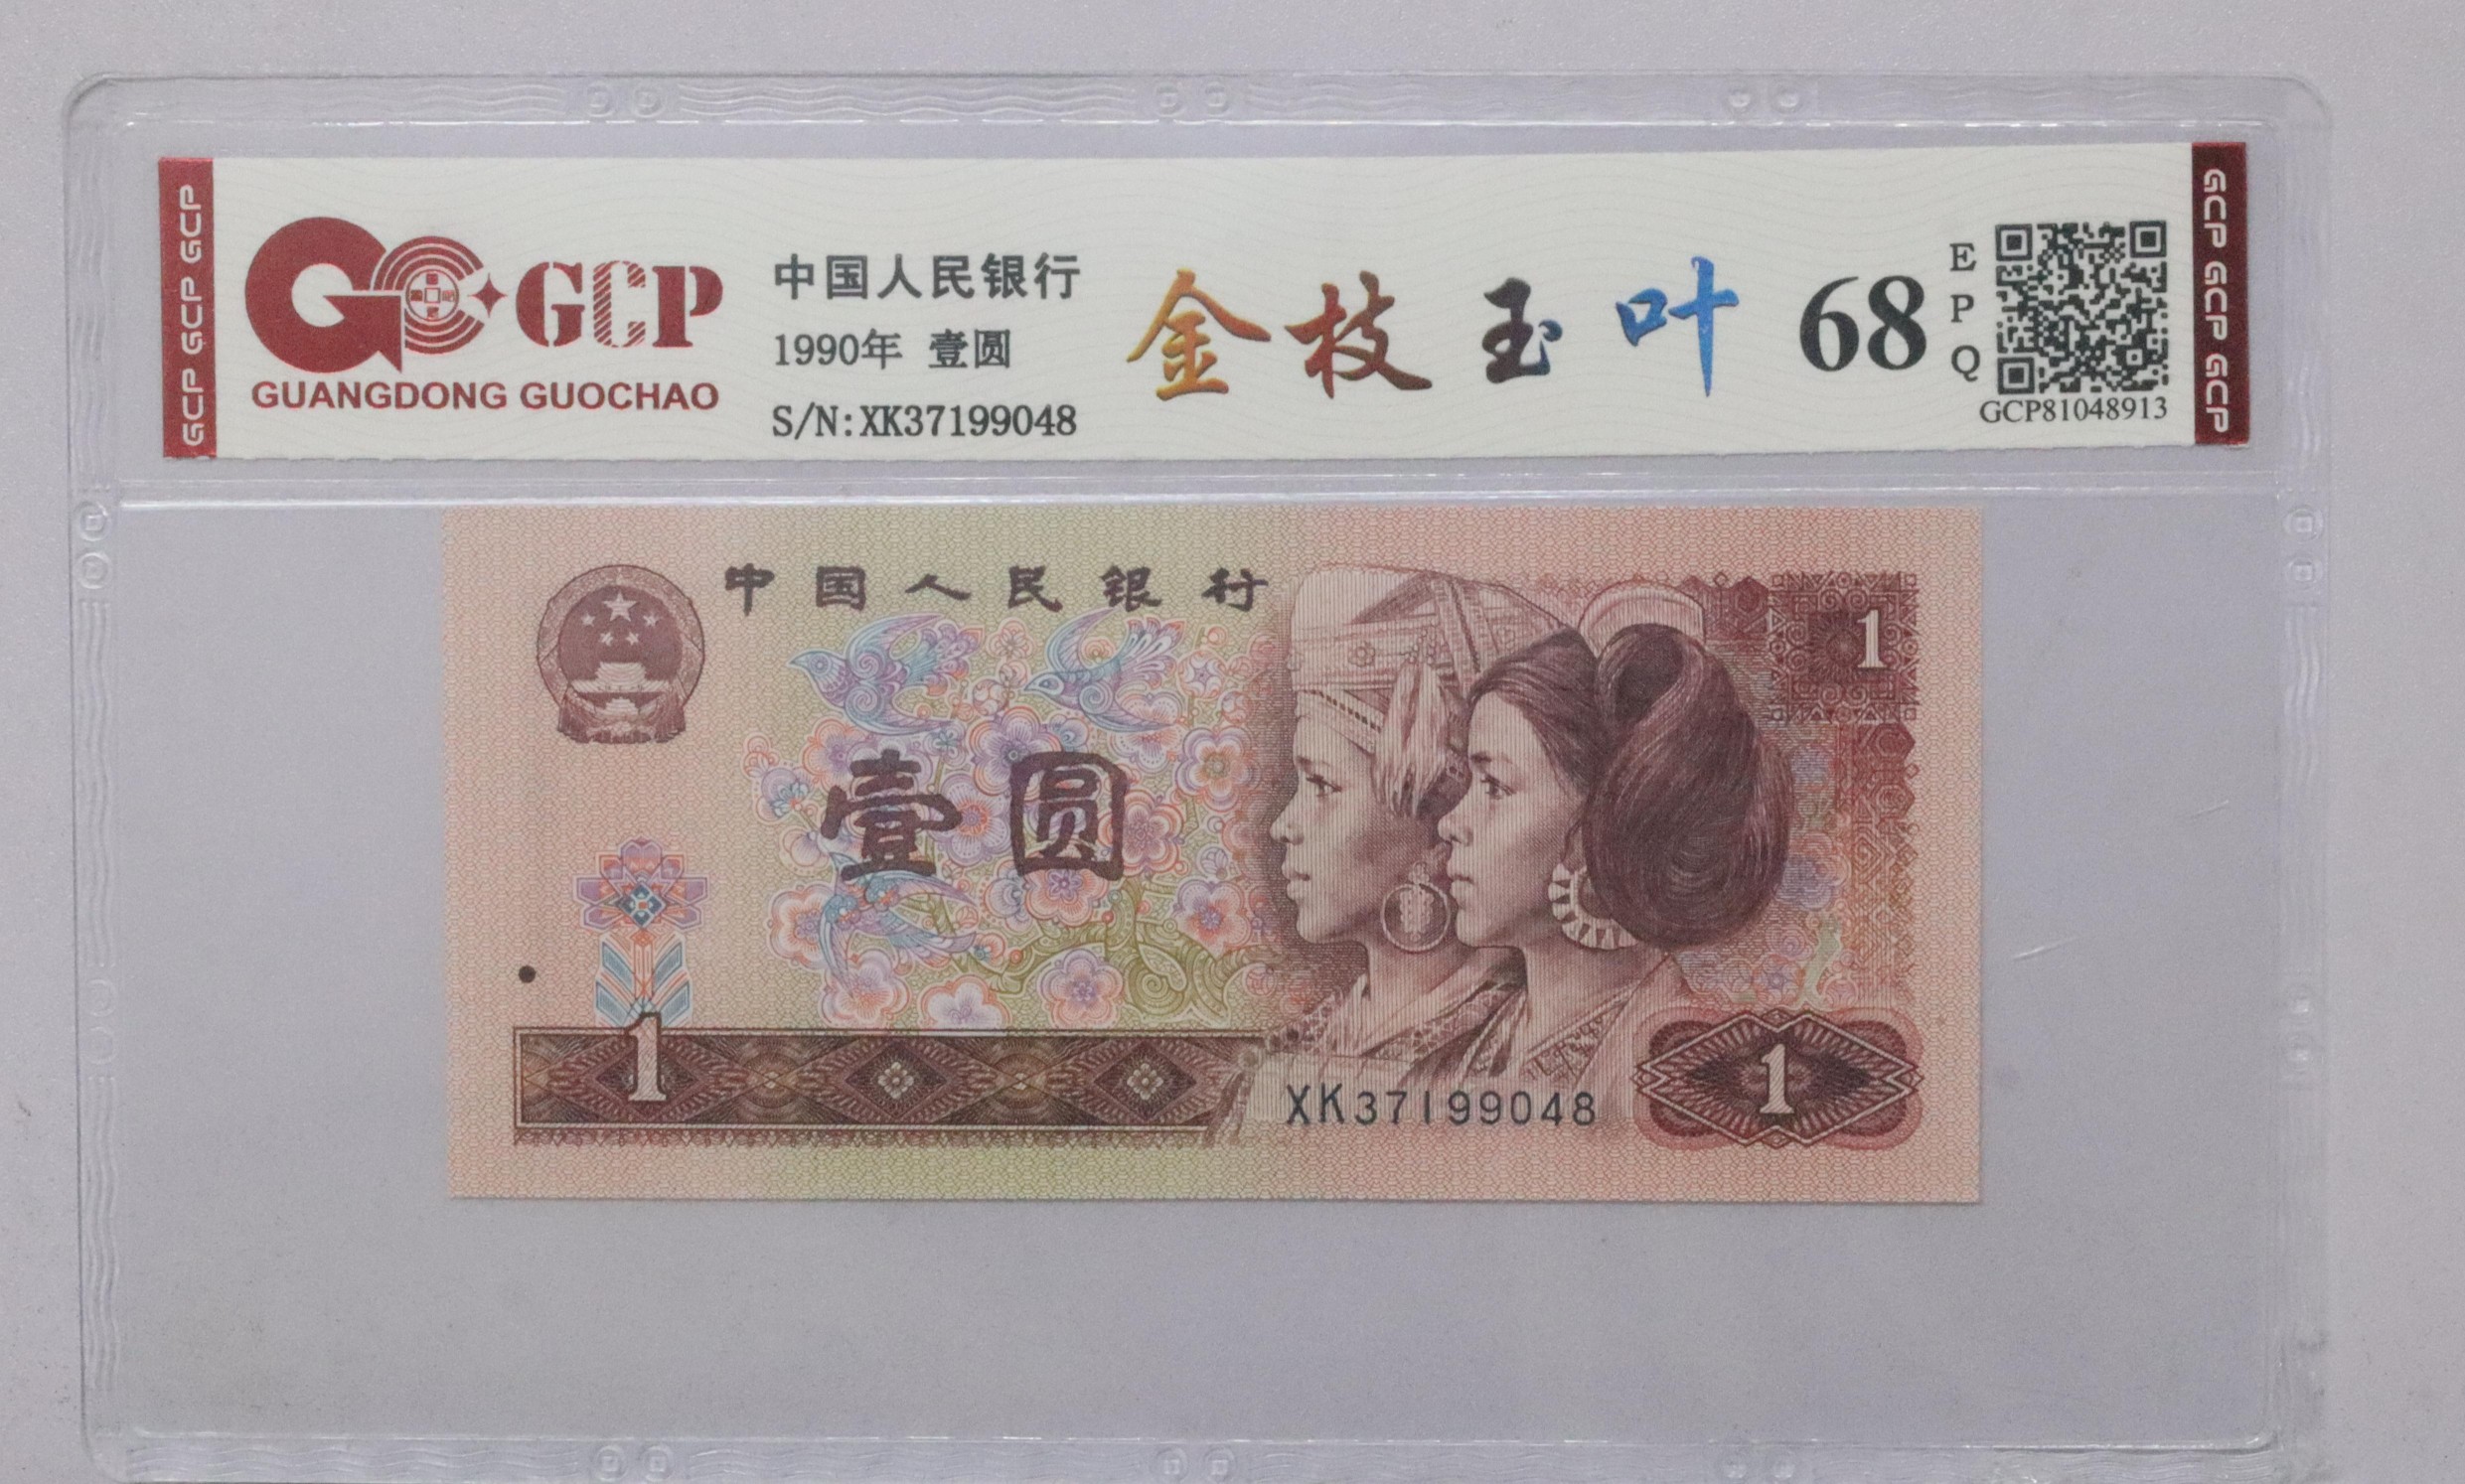 GCP GCP GCP
GCP
GUANGDONG GUOCHAO
中国人民银行
1990年 壹圆
S/N:XK37199048
金枝玉叶
68
EPQ
GCP81048913
GCP GCP GCP
中国人民银行
1
壹圆
1
XK37199048
1